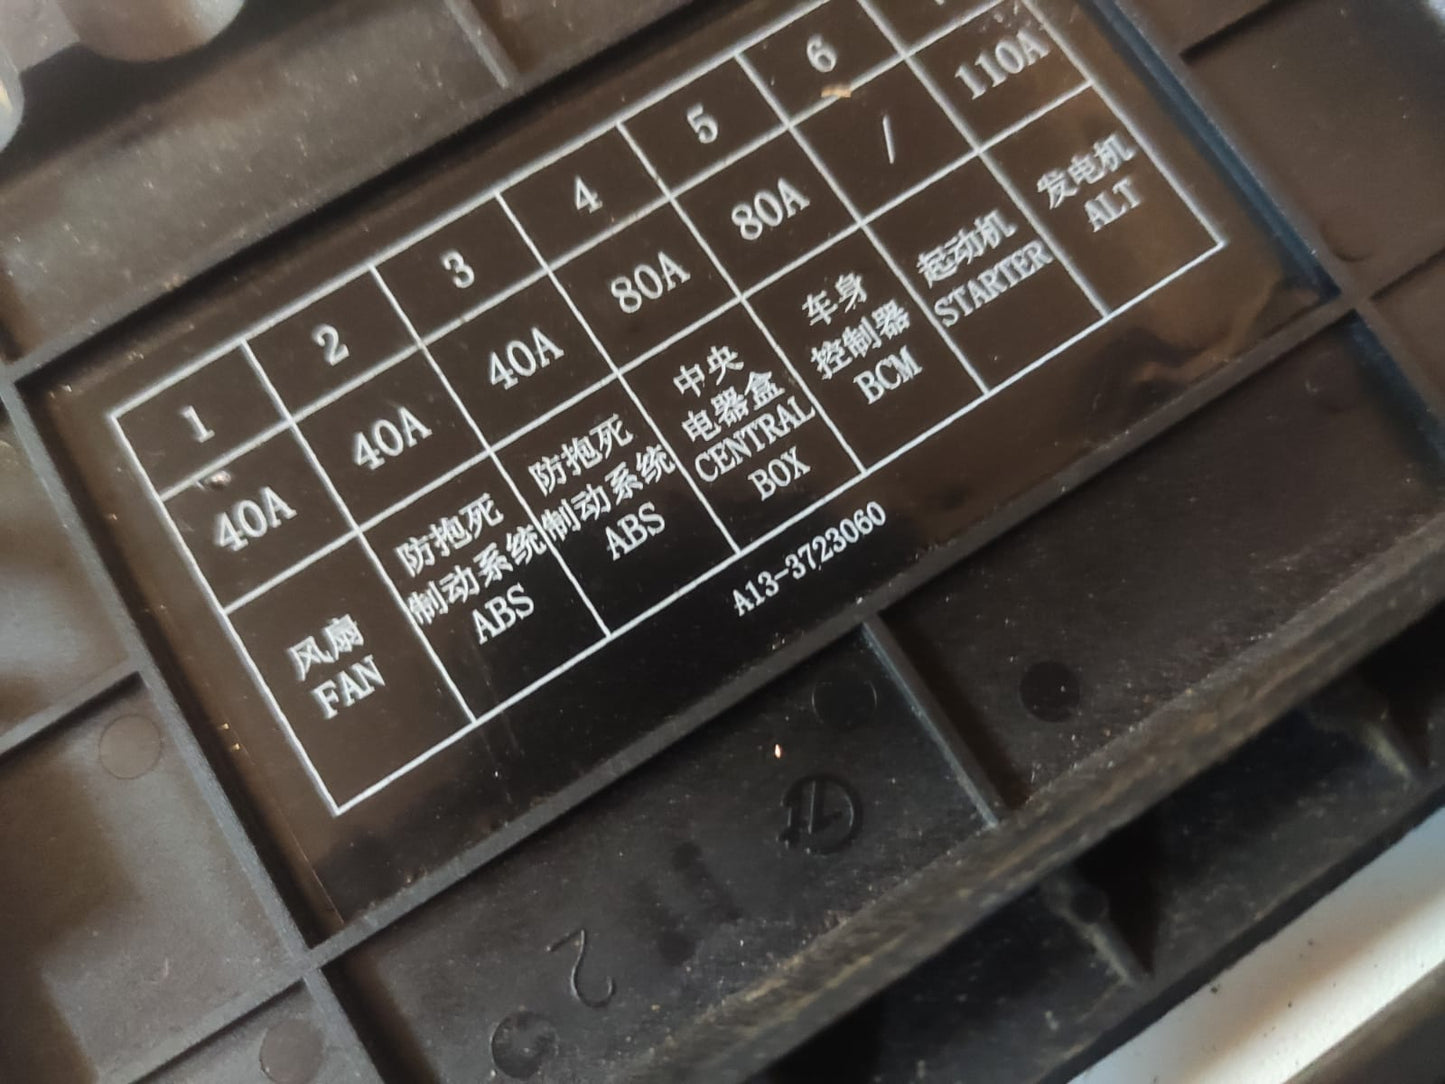 1
2
3
4
5
6
40A
40A
40A
80A
80A
/
110A
风扇
FAN
防抱死
制动系统
ABS
防抱死
制动系统
ABS
中央
电器盒
CENTRAL
BOX
车身
控制器
BCM
起动机
STARTER
发电机
ALT
A13-3723060
2